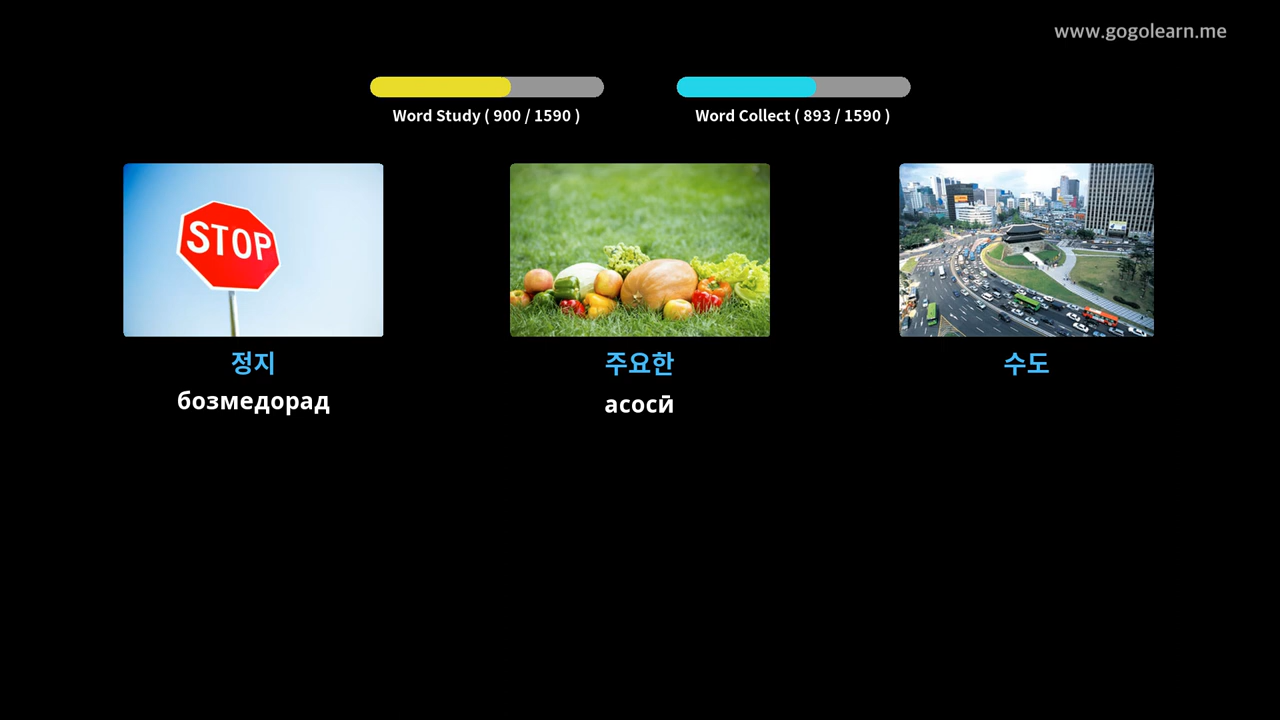 www.gogolearn.me
Word Study ( 900 / 1590 )
Word Collect ( 893 / 1590 )
STOP
정지
주요한
수도
бозмедорад
асосӣ